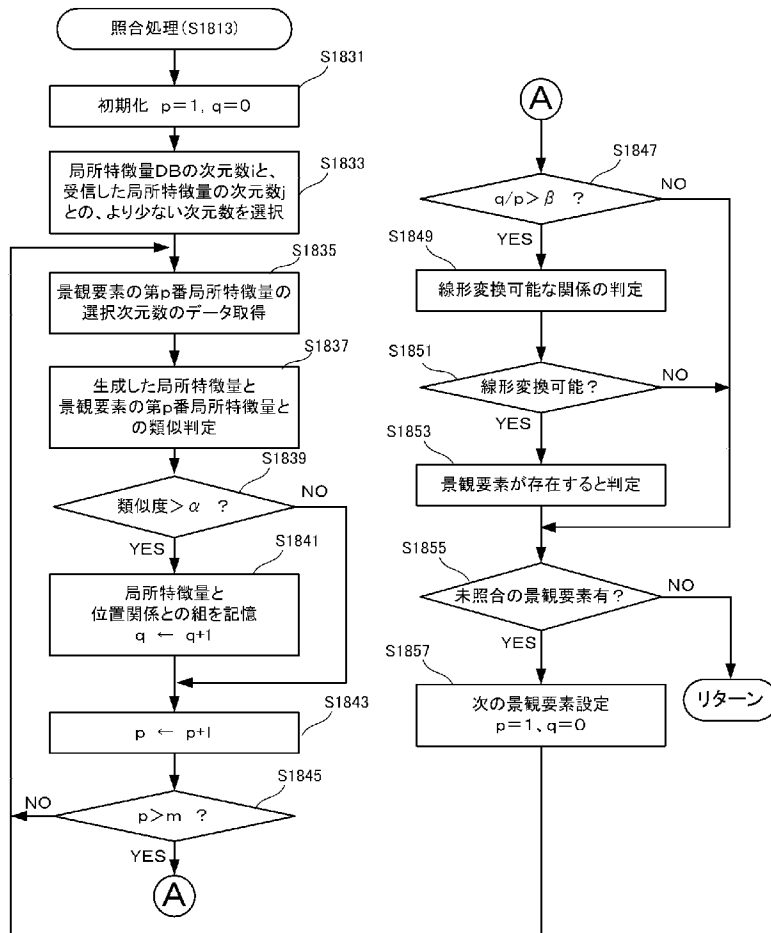 照合処理(S1813)
S1831
初期化 p=1, q=0
S1833
局所特徴量DBの次元数iと、
受信した局所特徴量の次元数j
との、より少ない次元数を選択
S1835
景観要素の第p番局所特徴量の
選択次元数のデータ取得
S1837
生成した局所特徴量と
景観要素の第p番局所特徴量と
の類似判定
S1839
類似度>α ?
NO
YES
S1841
局所特徴量と
位置関係との組を記憶
q ← q+1
S1843
p ← p+1
S1845
p>m ?
NO
YES
A
A
S1847
q/p>β ?
NO
YES
S1849
線形変換可能な関係の判定
S1851
線形変換可能?
NO
YES
S1853
景観要素が存在すると判定
S1855
未照合の景観要素有?
NO
YES
S1857
次の景観要素設定
p=1、q=0
リターン